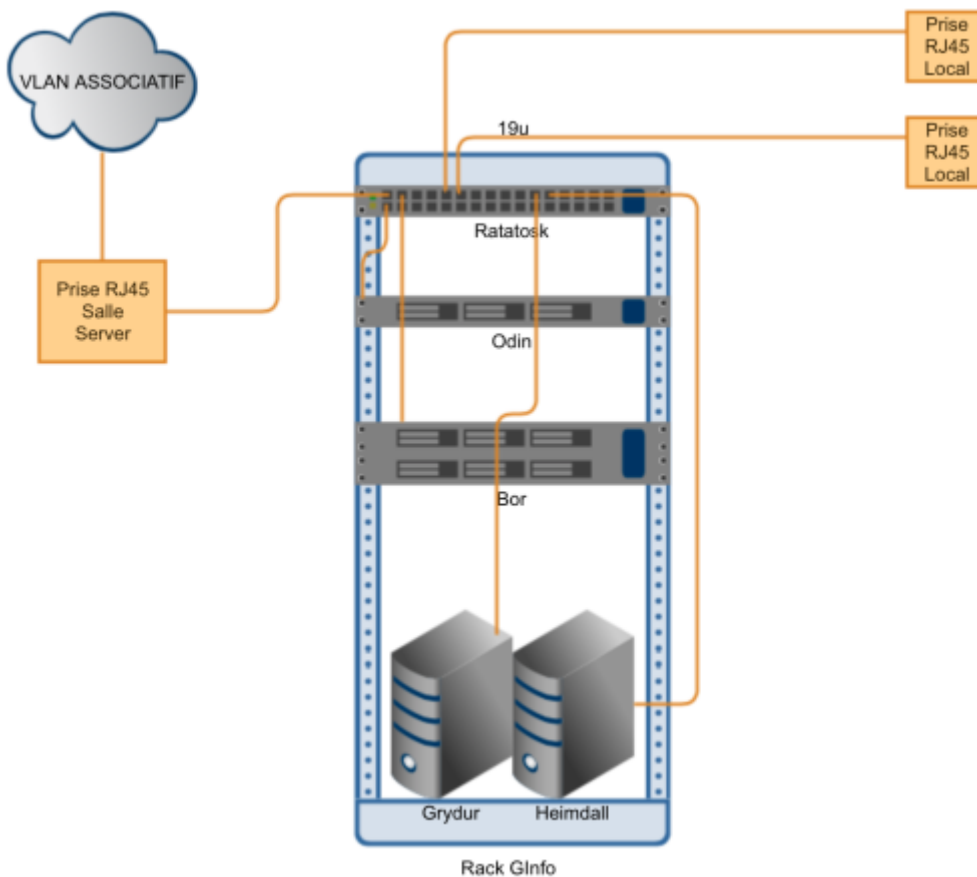 Prise
RJ45
Local
VLAN ASSOCIATIF
Prise
RJ45
Local
19u
Ratatosk
Prise RJ45
Salle
Server
Odin
Bor
Grydur
Heimdall
Rack GInfo